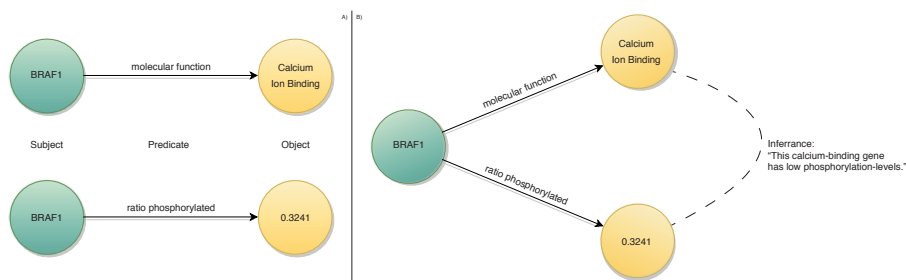 A)
BRAF1
molecular function
Calcium
Ion Binding
Subject
Predicate
Object
BRAF1
ratio phosphorylated
0.3241
B)
Calcium
Ion Binding
molecular function
BRAF1
ratio phosphorylated
0.3241
Inferrance:
“This calcium-binding gene
has low phosphorylation-levels.”